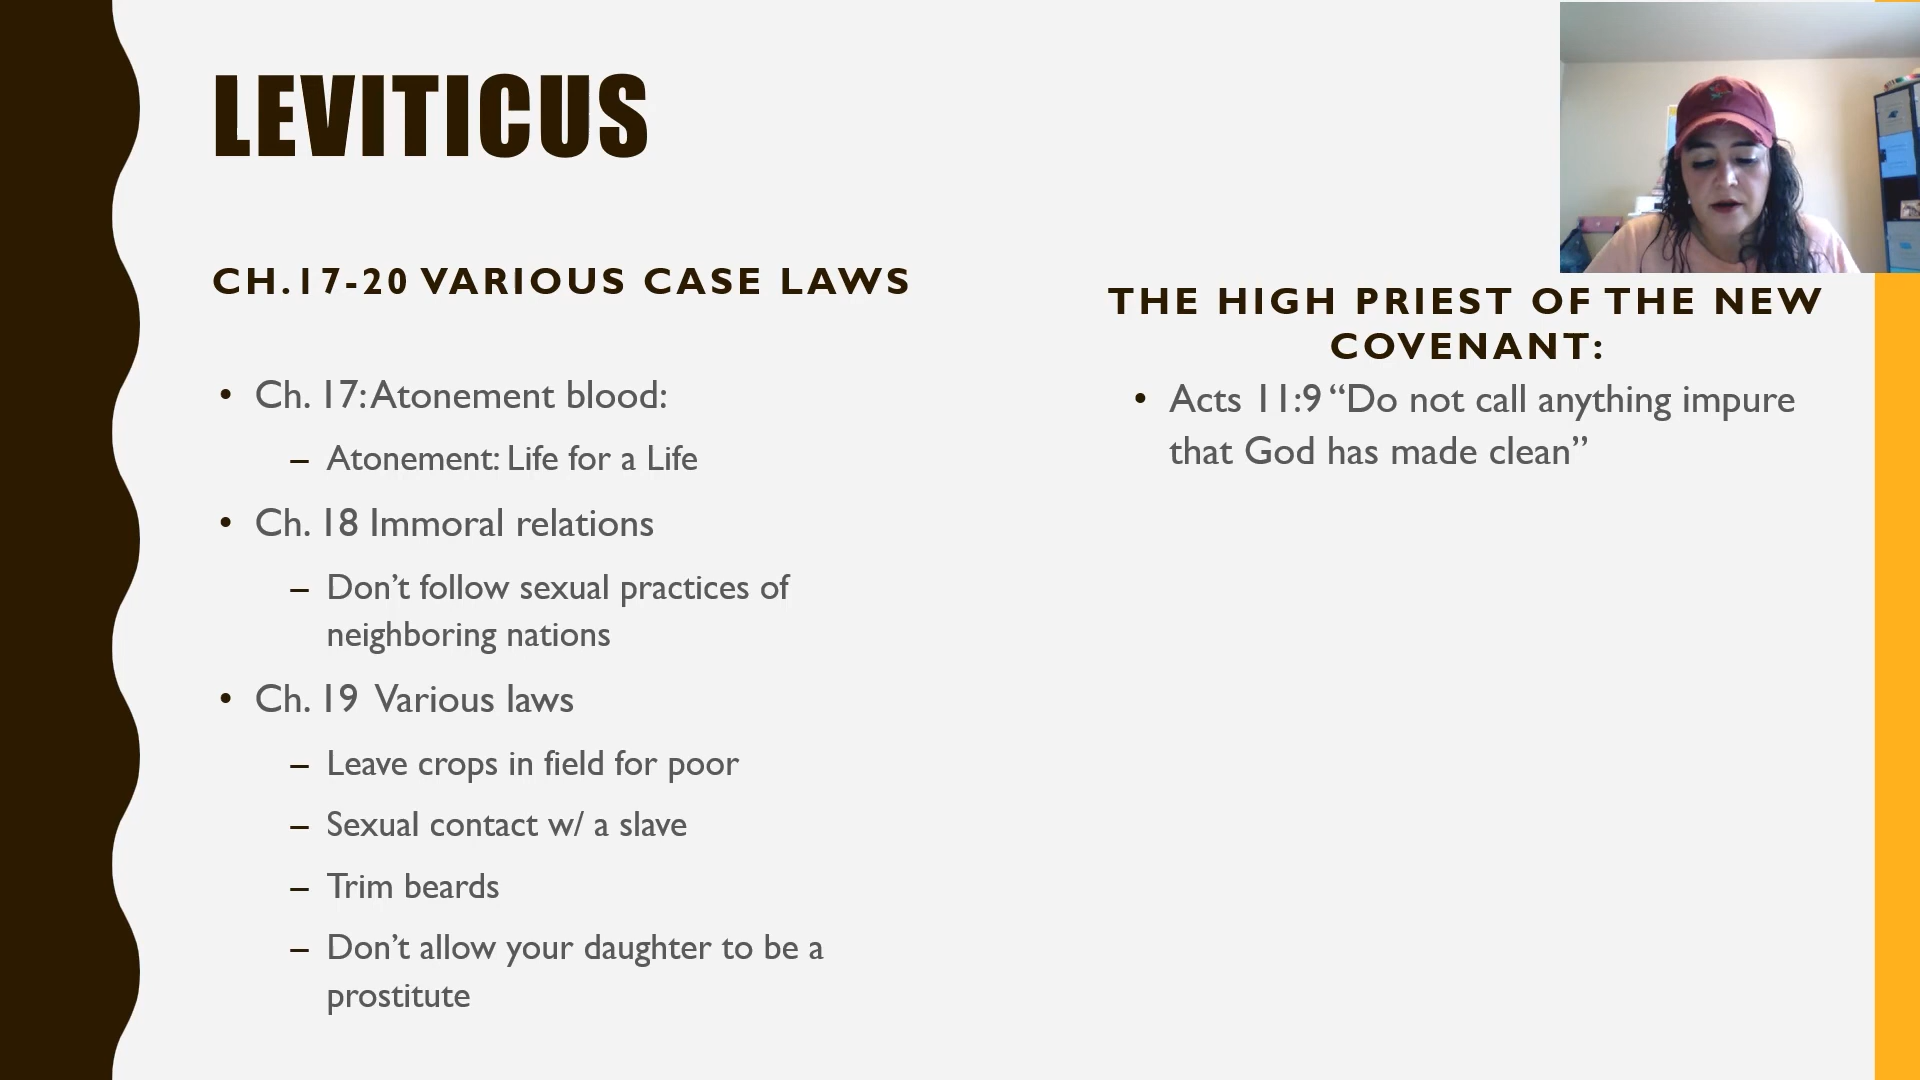 LEVITICUS
CH.17-20 VARIOUS CASE LAWS
• Ch. 17: Atonement blood:
– Atonement: Life for a Life
• Ch. 18 Immoral relations
– Don’t follow sexual practices of
neighboring nations
• Ch. 19 Various laws
– Leave crops in field for poor
– Sexual contact w/ a slave
– Trim beards
– Don’t allow your daughter to be a
prostitute
THE HIGH PRIEST OF THE NEW
COVENANT:
• Acts 11:9 “Do not call anything impure
that God has made clean”